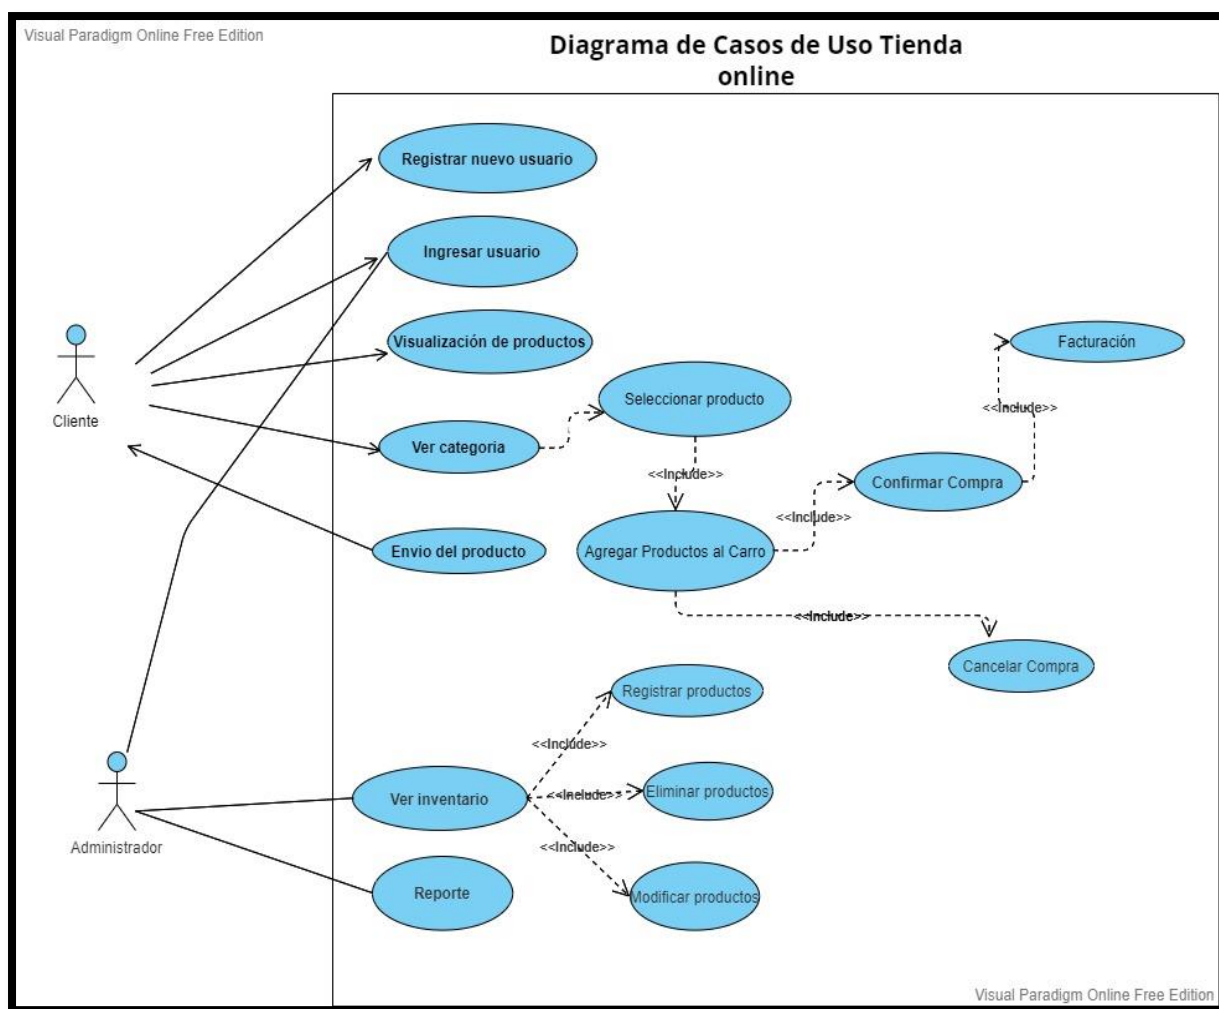 Visual Paradigm Online Free Edition
Diagrama de Casos de Uso Tienda
online
Registrar nuevo usuario
Ingresar usuario
Visualización de productos
Facturación
Seleccionar producto
<<Include>>
Cliente
Ver categoria
<<Include>>
Confirmar Compra
<<Include>>
Envio del producto
Agregar Productos al Carro
<<Include>>
Cancelar Compra
Registrar productos
<<Include>>
Ver inventario
<<Include>>
Eliminar productos
Administrador
<<Include>>
Reporte
Modificar productos
Visual Paradigm Online Free Edition